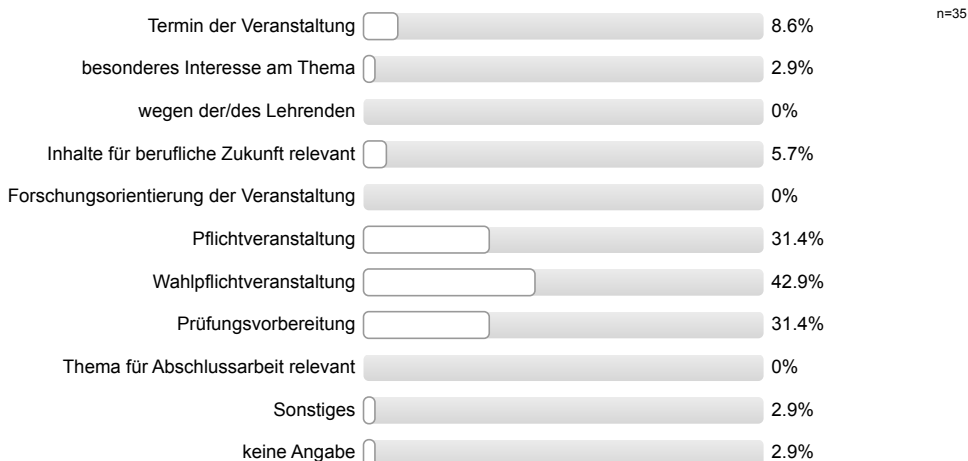 n=35
Termin der Veranstaltung 8.6%
besonderes Interesse am Thema 2.9%
wegen der/des Lehrenden 0%
Inhalte für berufliche Zukunft relevant 5.7%
Forschungsorientierung der Veranstaltung 0%
Pflichtveranstaltung 31.4%
Wahlpflichtveranstaltung 42.9%
Prüfungsvorbereitung 31.4%
Thema für Abschlussarbeit relevant 0%
Sonstiges 2.9%
keine Angabe 2.9%